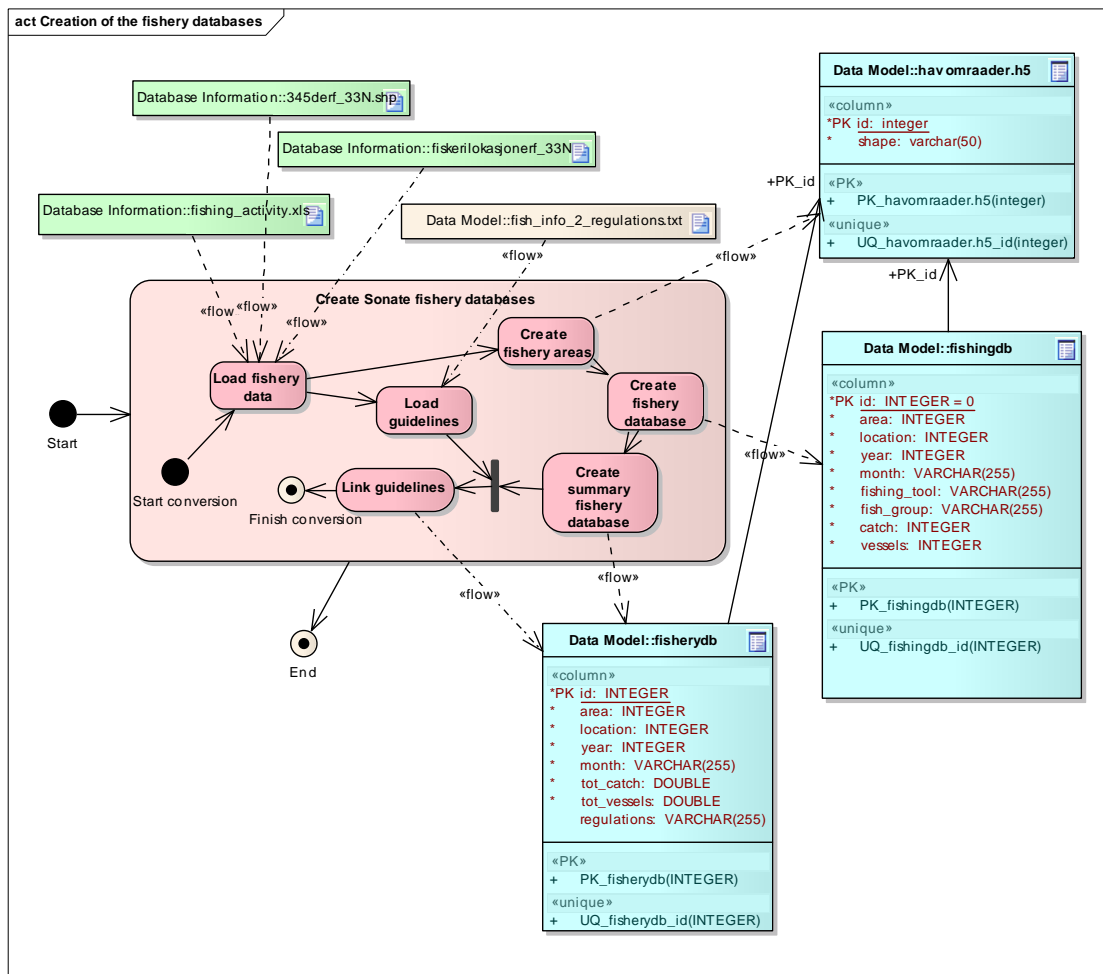 act Creation of the fishery databases
Database Information::345derf_33N.shp
Database Information::fiskerilokasjonerf_33N
Database Information::fishing_activity.xls
Data Model::fish_info_2_regulations.txt
«flow»
«flow»
«flow»
«flow»
«flow»
Create Sonate fishery databases
Load fishery
data
Load
guidelines
Create
fishery areas
Create
fishery
database
Create
summary
fishery
database
Link guidelines
Start
Start conversion
Finish conversion
End
«flow»
«flow»
«flow»
+PK_id
+PK_id
Data Model::havomraader.h5
«column»
*PK id: integer
* shape: varchar(50)
«PK»
+ PK_havomraader.h5(integer)
«unique»
+ UQ_havomraader.h5_id(integer)
Data Model::fishingdb
«column»
*PK id: INTEGER = 0
* area: INTEGER
* location: INTEGER
* year: INTEGER
* month: VARCHAR(255)
* fishing_tool: VARCHAR(255)
* fish_group: VARCHAR(255)
* catch: INTEGER
* vessels: INTEGER
«PK»
+ PK_fishingdb(INTEGER)
«unique»
+ UQ_fishingdb_id(INTEGER)
Data Model::fisherydb
«column»
*PK id: INTEGER
* area: INTEGER
* location: INTEGER
* year: INTEGER
* month: VARCHAR(255)
* tot_catch: DOUBLE
* tot_vessels: DOUBLE
regulations: VARCHAR(255)
«PK»
+ PK_fisherydb(INTEGER)
«unique»
+ UQ_fisherydb_id(INTEGER)